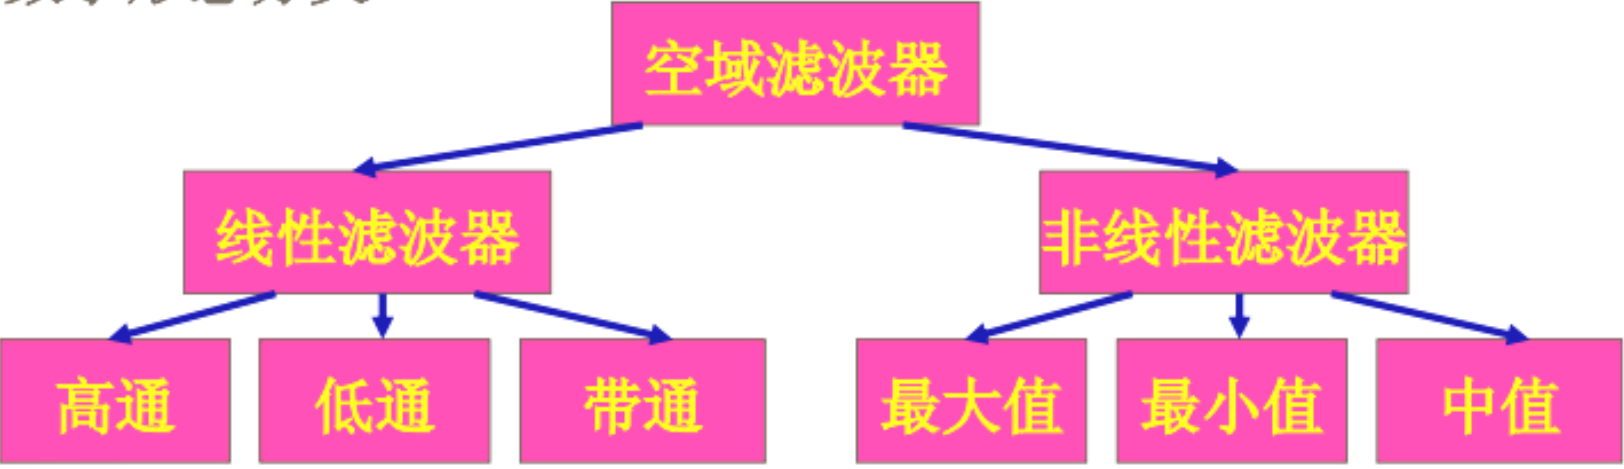 空域滤波器
线性滤波器
非线性滤波器
高通
低通
带通
最大值
最小值
中值